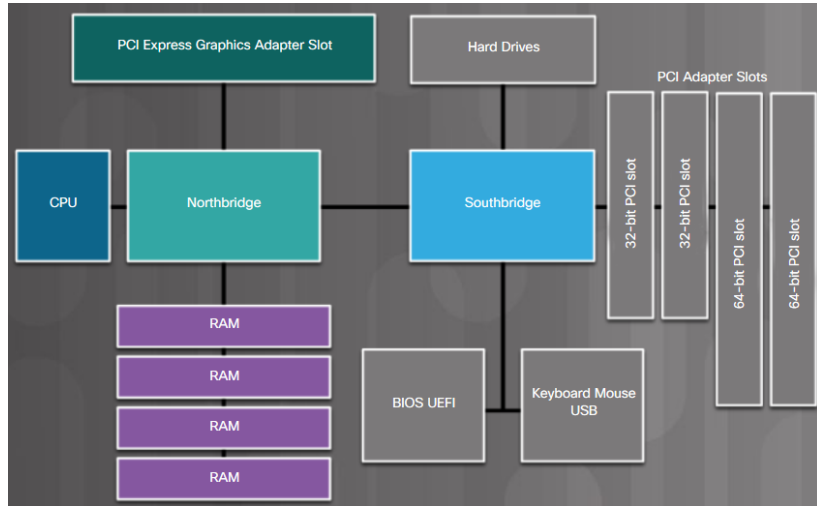 PCI Express Graphics Adapter Slot
Hard Drives
PCI Adapter Slots
CPU
Northbridge
Southbridge
32-bit PCI slot
32-bit PCI slot
64-bit PCI slot
64-bit PCI slot
RAM
RAM
RAM
RAM
BIOS UEFI
Keyboard Mouse
USB